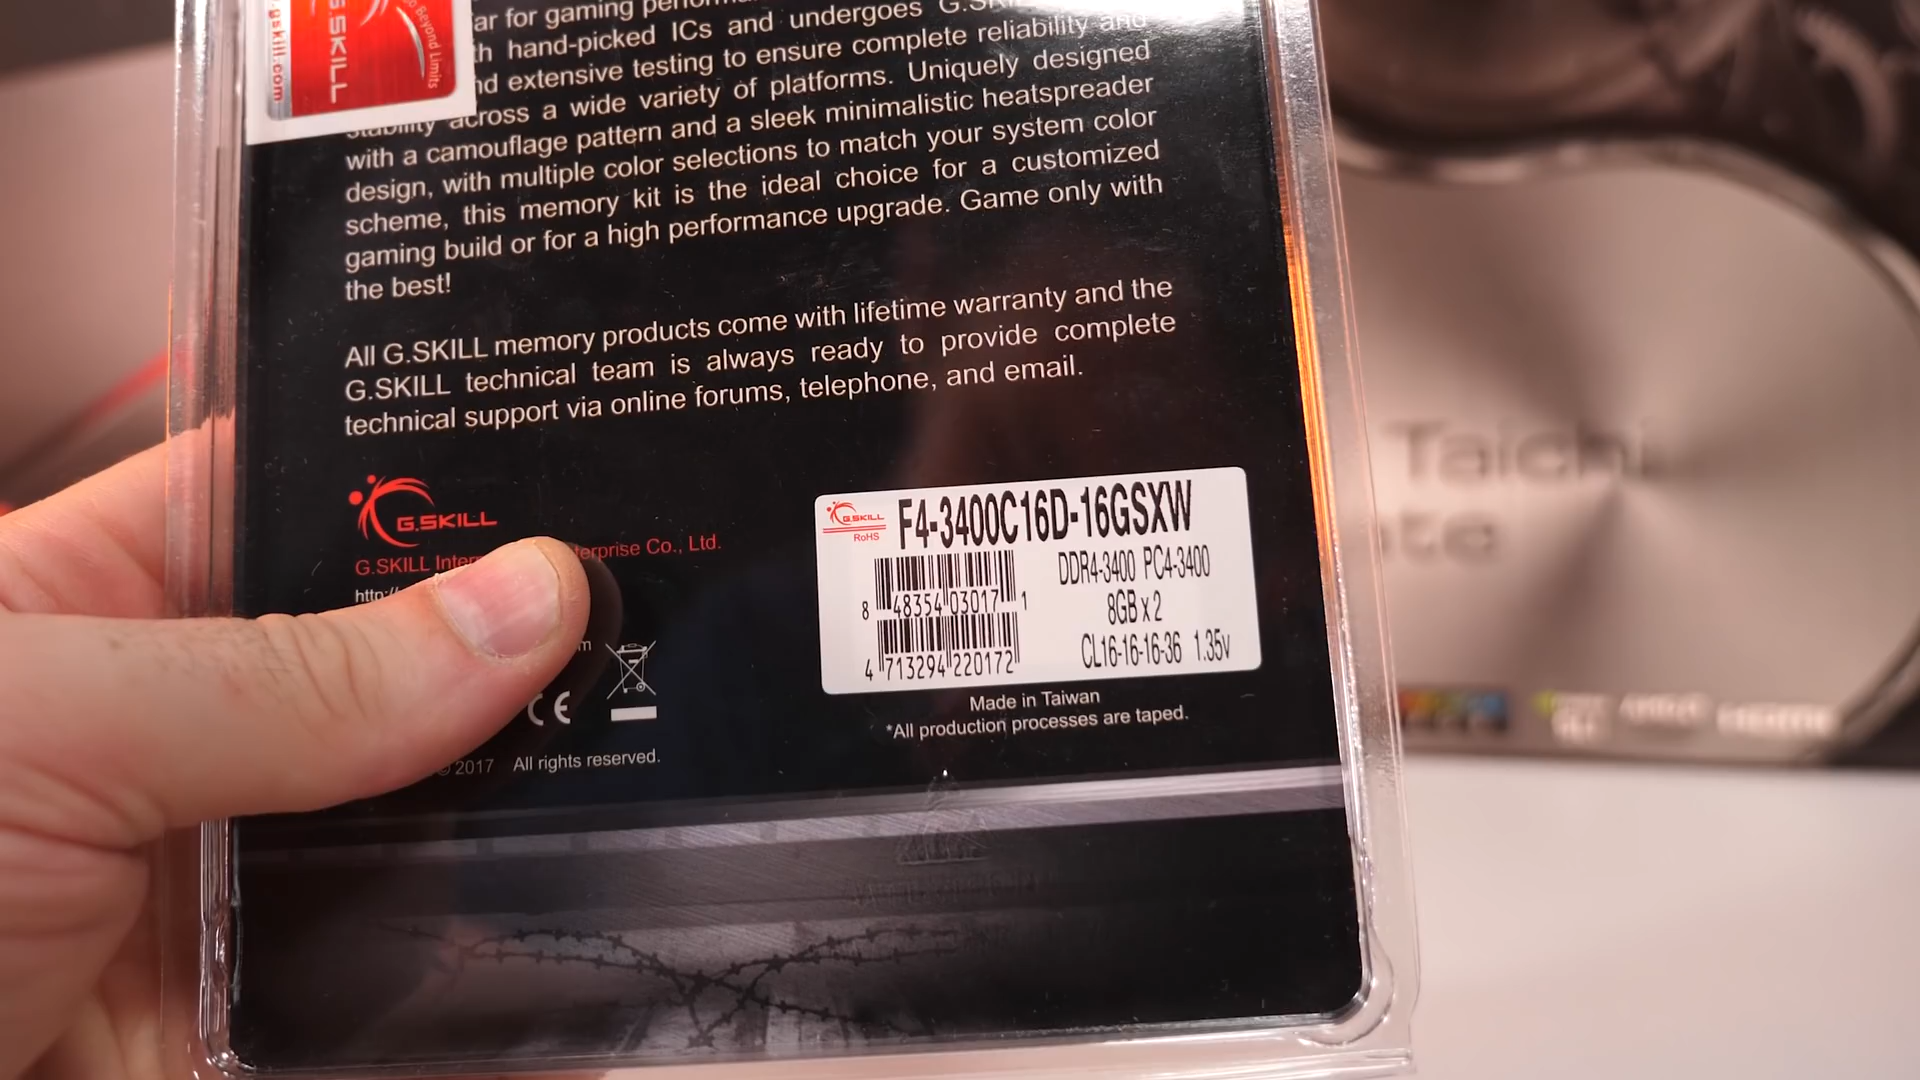 .gskill.com
G.SKILL
Go Beyond Limits
for gaming
hand-picked ICs and undergoes
extensive testing to ensure complete reliability and
stability across a wide variety of platforms. Uniquely designed
with a camouflage pattern and a sleek minimalistic heatspreader
design, with multiple color selections to match your system color
scheme, this memory kit is the ideal choice for a customized
gaming build or for a high performance upgrade. Game only with
the best!
All G.SKILL memory products come with lifetime warranty and the
G.SKILL technical team is always ready to provide complete
technical support via online forums, telephone, and email.
G.SKILL
G.SKILL Co., Ltd.
http:/
CE
2017 All rights reserved.
G.SKILL
RoHS
F4-3400C16D-16GSXW
DDR4-3400 PC4-3400
8GB x 2
CL16-16-16-36 1.35v
8 48354 03017 1
4 713294 220172
Made in Taiwan
*All production processes are taped.
Taichi